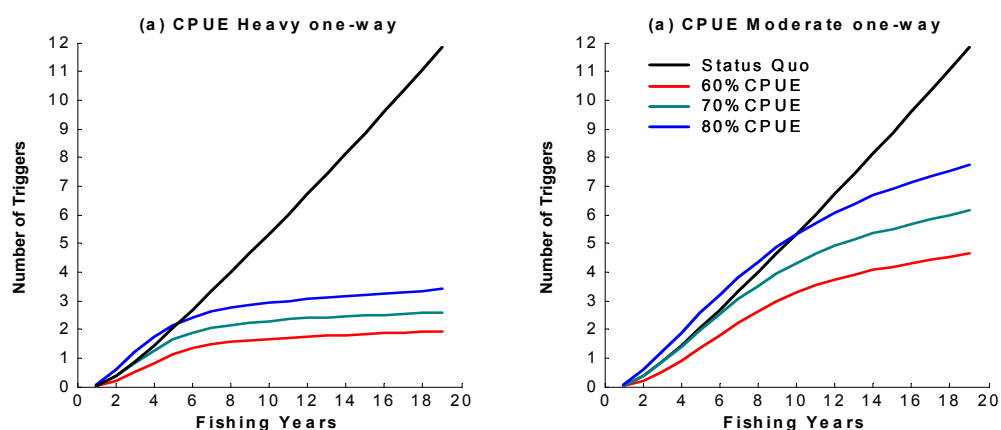 (a) CPUE Heavy one-way
12
11
10
9
8
7
6
5
4
3
2
1
0
Number of Triggers
0 2 4 6 8 10 12 14 16 18 20
Fishing Years
(a) CPUE Moderate one-way
12
11
10
9
8
7
6
5
4
3
2
1
0
Number of Triggers
Status Quo
60%CPUE
70%CPUE
80%CPUE
0 2 4 6 8 10 12 14 16 18 20
Fishing Years